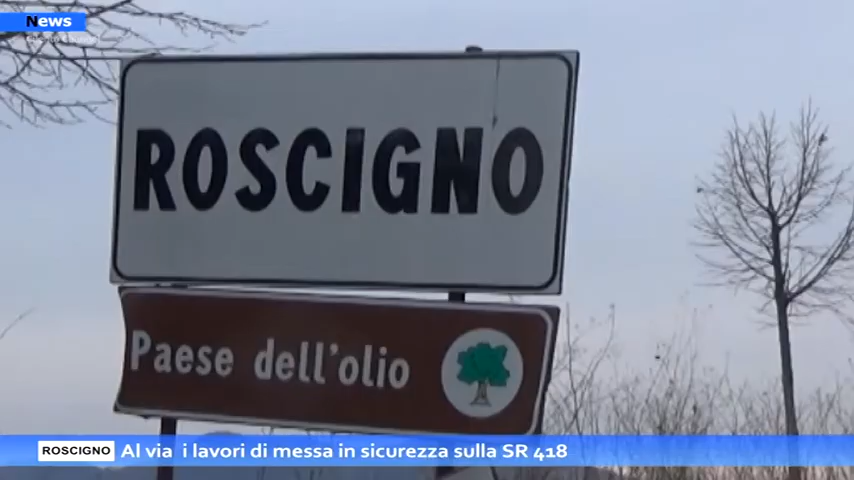 News
ROSCIGNO
Paese dell'olio
ROSCIGNO Al via i lavori di messa in sicurezza sulla SR 418